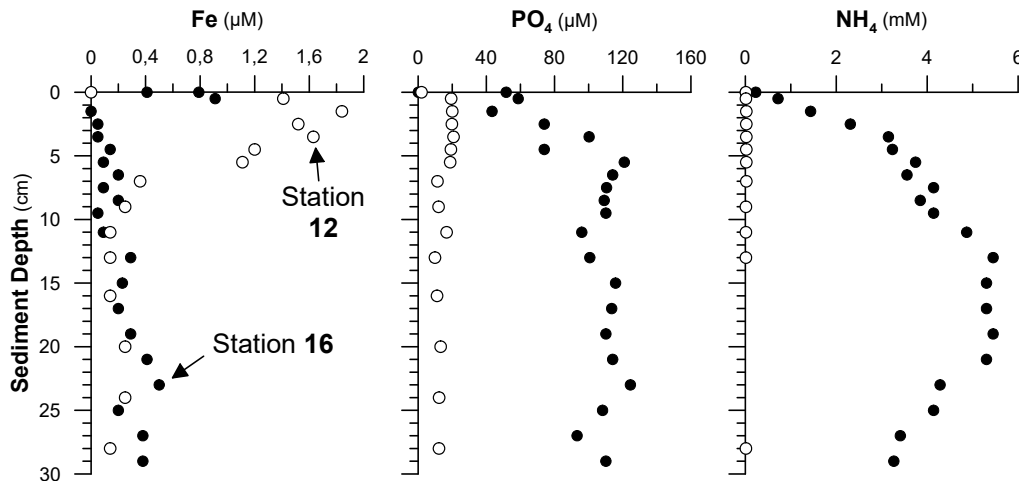 Fe (µM)
PO4 (µM)
NH4 (mM)
0 0,4 0,8 1,2 1,6 2
0 40 80 120 160
0 2 4 6
0
5
10
15
20
25
30
Sediment Depth (cm)
Station
12
Station 16